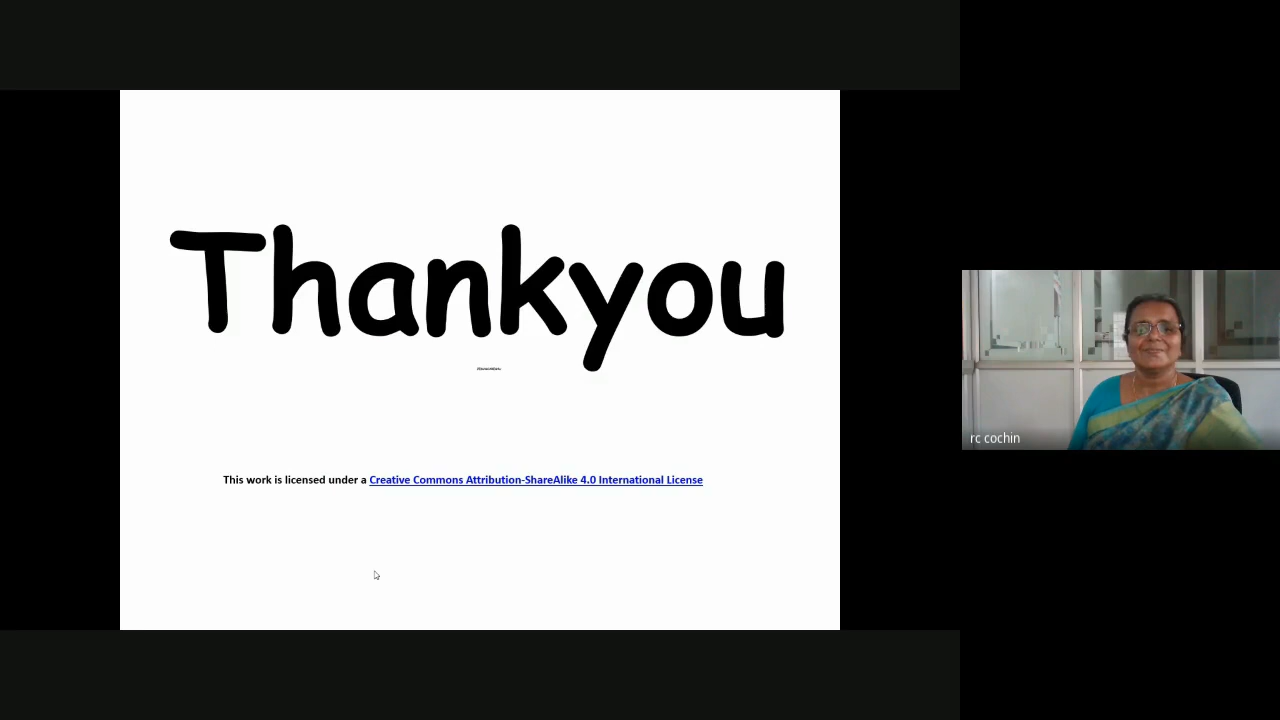 Thankyou
This work is licensed under a Creative Commons Attribution-ShareAlike 4.0 International License
rc cochin